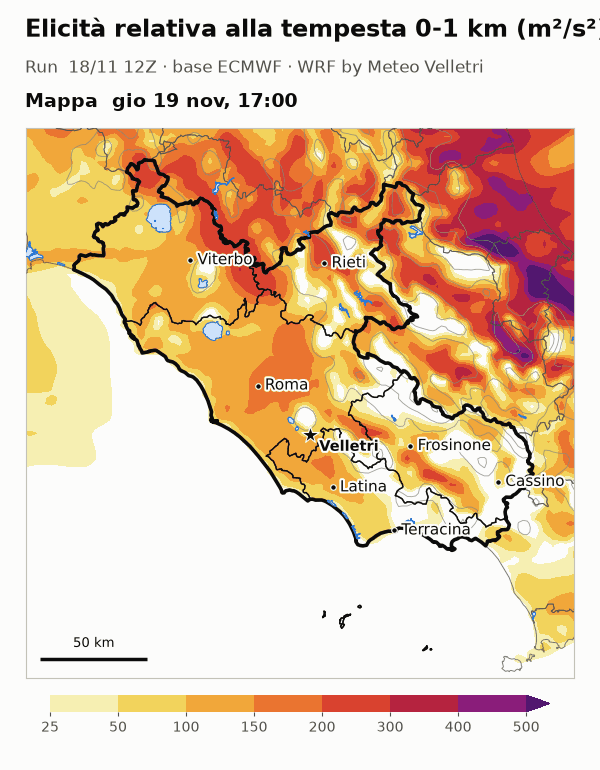 Elicità relativa alla tempesta 0-1 km (m²/s²)
Run 18/11 12Z · base ECMWF · WRF by Meteo Velletri
Mappa gio 19 nov, 17:00
Viterbo
Rieti
Roma
Velletri
Frosinone
Cassino
Latina
Terracina
50 km
25 50 100 150 200 300 400 500